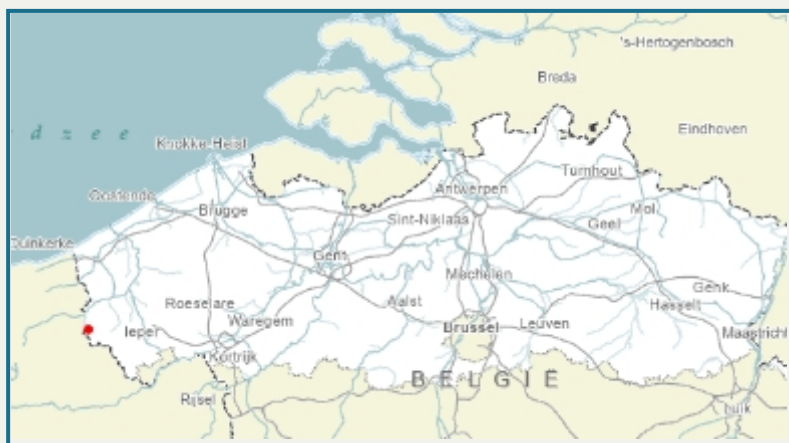 's-Hertogenbosch
Breda
Eindhoven
d z e e
Knokke-Heist
Turnhout
Antwerpen
Oostende
Brugge
Sint-Niklaas
Mol
Geel
Duinkerke
Gent
Mechelen
Genk
Roeselare
Aalst
Hasselt
Ieper
Waregem
Brussel
Leuven
Maastricht
Kortrijk
BELGIË
Rijsel
Luik